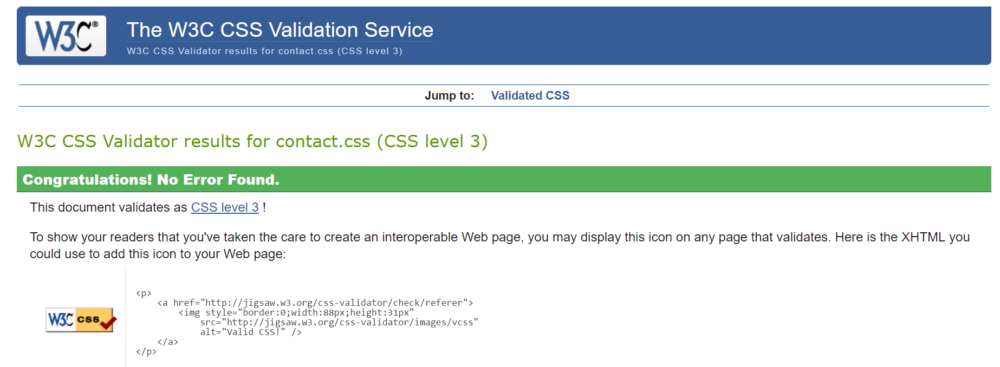 W3C®
The W3C CSS Validation Service
W3C CSS Validator results for contact.css (CSS level 3)
Jump to: Validated CSS
W3C CSS Validator results for contact.css (CSS level 3)
Congratulations! No Error Found.
This document validates as CSS level 3 !
To show your readers that you've taken the care to create an interoperable Web page, you may display this icon on any page that validates. Here is the XHTML you
could use to add this icon to your Web page:
W3C css
<p>
    <a href="http://jigsaw.w3.org/css-validator/check/referer">
        <img style="border:0;width:88px;height:31px"
            src="http://jigsaw.w3.org/css-validator/images/vcss"
            alt="Valid CSS!" />
    </a>
</p>